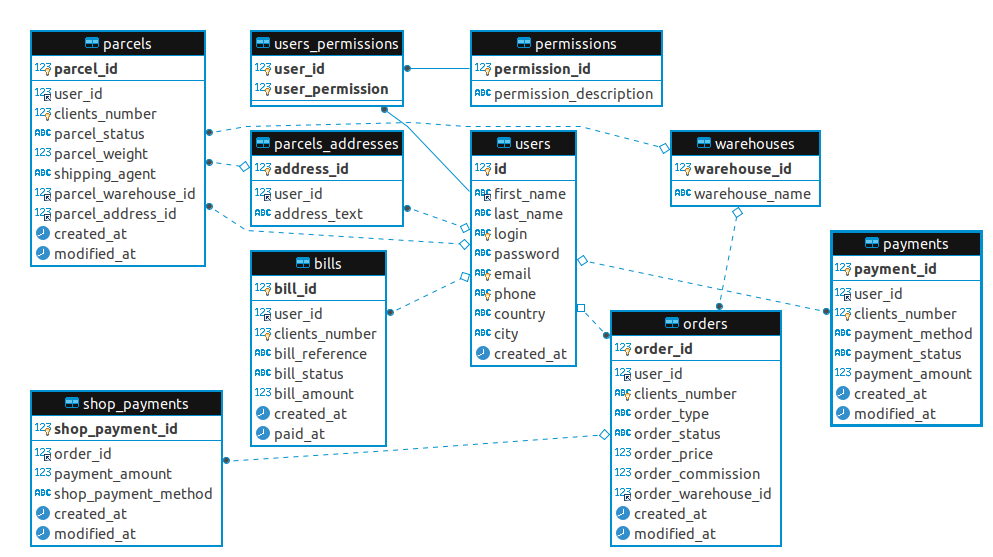 parcels
parcel_id
user_id
clients_number
parcel_status
parcel_weight
shipping_agent
parcel_warehouse_id
parcel_address_id
created_at
modified_at
users_permissions
user_id
user_permission
permissions
permission_id
permission_description
parcels_addresses
address_id
user_id
address_text
users
id
first_name
last_name
login
password
email
phone
country
city
created_at
warehouses
warehouse_id
warehouse_name
payments
payment_id
user_id
clients_number
payment_method
payment_status
payment_amount
created_at
modified_at
bills
bill_id
user_id
clients_number
bill_reference
bill_status
bill_amount
created_at
paid_at
orders
order_id
user_id
clients_number
order_type
order_status
order_price
order_commission
order_warehouse_id
created_at
modified_at
shop_payments
shop_payment_id
order_id
payment_amount
shop_payment_method
created_at
modified_at